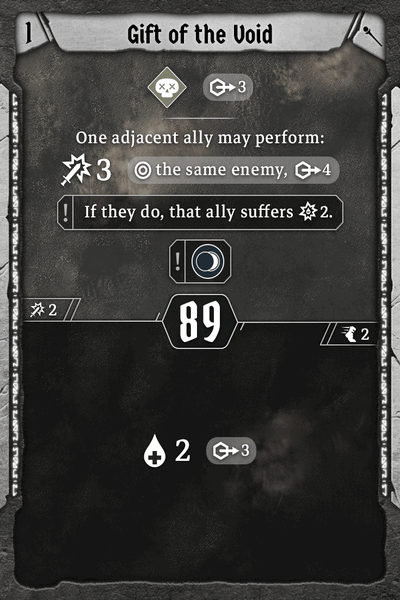 1 Gift of the Void
3
One adjacent ally may perform:
3 the same enemy, 4
! If they do, that ally suffers 2.
!
2
89
2
2 3